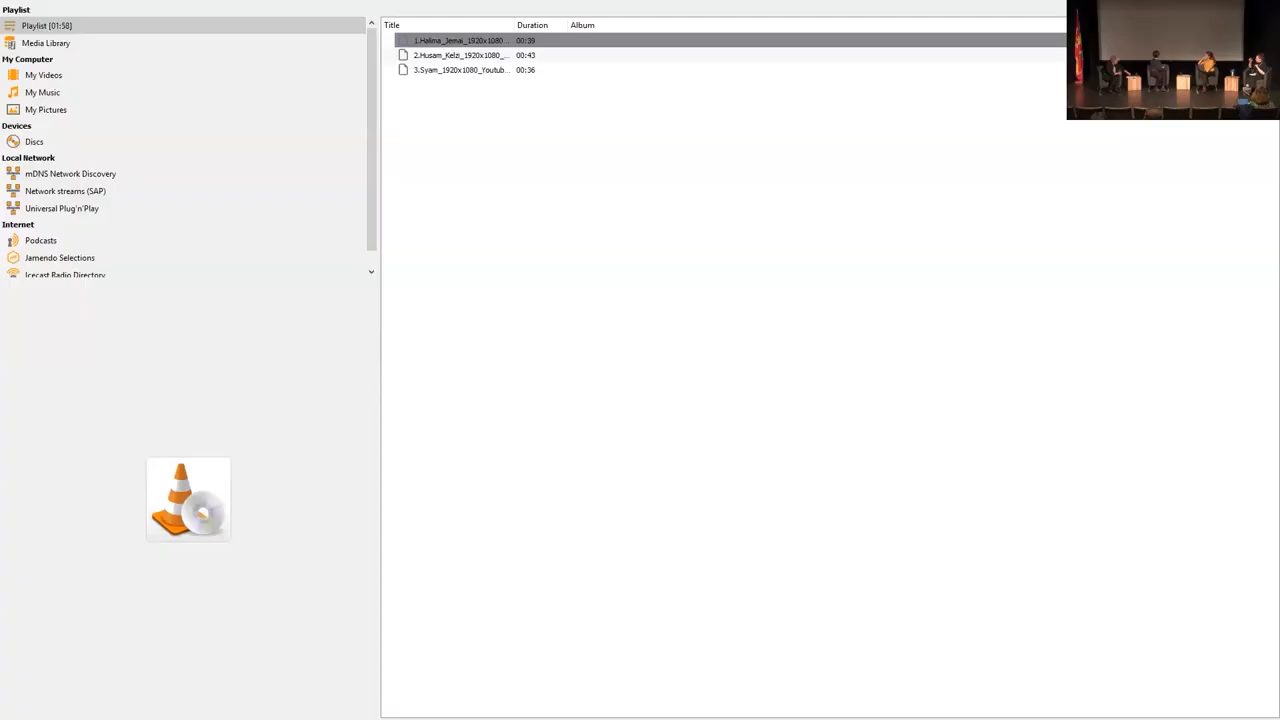 Playlist
Playlist [01:58]
Media Library
My Computer
My Videos
My Music
My Pictures
Devices
Discs
Local Network
mDNS Network Discovery
Network streams (SAP)
Universal Plug'n'Play
Internet
Podcasts
Jamendo Selections
Icecast Radio Directory
Title Duration Album
1.Halima_Jemai_1920x1080... 00:39
2.Husam_Kelzi_1920x1080_... 00:43
3.Syam_1920x1080_Youtub... 00:36